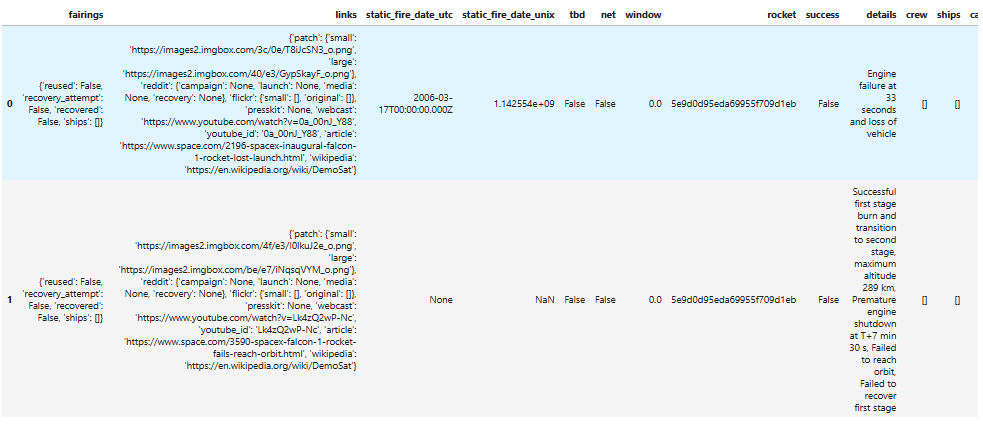 fairings links static_fire_date_utc static_fire_date_unix tbd net window rocket success details crew ships ca
0
{'reused': False,
'recovery_attempt':
False, 'recovered':
False, 'ships': []}
{'patch': {'small':
'https://images2.imgbox.com/3c/0e/T8iJcSN3_o.png',
'large':
'https://images2.imgbox.com/40/e3/GypSkayF_o.png'},
'reddit': {'campaign': None, 'launch': None, 'media':
None, 'recovery': None}, 'flickr': {'small': [], 'original': []},
'presskit': None, 'webcast':
'https://www.youtube.com/watch?v=0a_00nJ_Y88',
'youtube_id': '0a_00nJ_Y88', 'article':
'https://www.space.com/2196-spacex-inaugural-falcon-
1-rocket-lost-launch.html', 'wikipedia':
'https://en.wikipedia.org/wiki/DemoSat'}
2006-03-
17T00:00:00.000Z
1.142554e+09 False False 0.0 5e9d0d95eda69955f709d1eb False
Engine
failure at
33
seconds
and loss of
vehicle
[] []
1
{'reused': False,
'recovery_attempt':
False, 'recovered':
False, 'ships': []}
{'patch': {'small':
'https://images2.imgbox.com/4f/e3/I0lkuJ2e_o.png',
'large':
'https://images2.imgbox.com/be/e7/iNqsqVYM_o.png'},
'reddit': {'campaign': None, 'launch': None, 'media':
None, 'recovery': None}, 'flickr': {'small': [], 'original': []},
'presskit': None, 'webcast':
'https://www.youtube.com/watch?v=Lk4zQ2wP-Nc',
'youtube_id': 'Lk4zQ2wP-Nc', 'article':
'https://www.space.com/3590-spacex-falcon-1-rocket-
fails-reach-orbit.html', 'wikipedia':
'https://en.wikipedia.org/wiki/DemoSat'}
None NaN False False 0.0 5e9d0d95eda69955f709d1eb False
Successful
first stage
burn and
transition
to second
stage,
maximum
altitude
289 km,
Premature
engine
shutdown
at T+7 min
30 s, Failed
to reach
orbit,
Failed to
recover
first stage
[] []